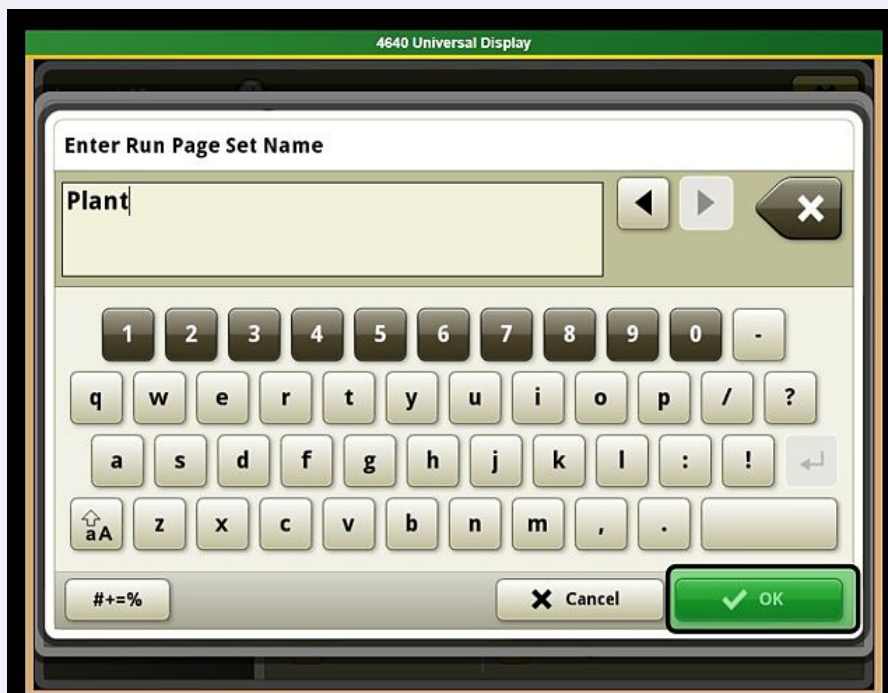 4640 Universal Display
Enter Run Page Set Name
Plant
1 2 3 4 5 6 7 8 9 0 -
q w e r t y u i o p / ?
a s d f g h j k l : !
aA z x c v b n m , .
#+=% Cancel OK